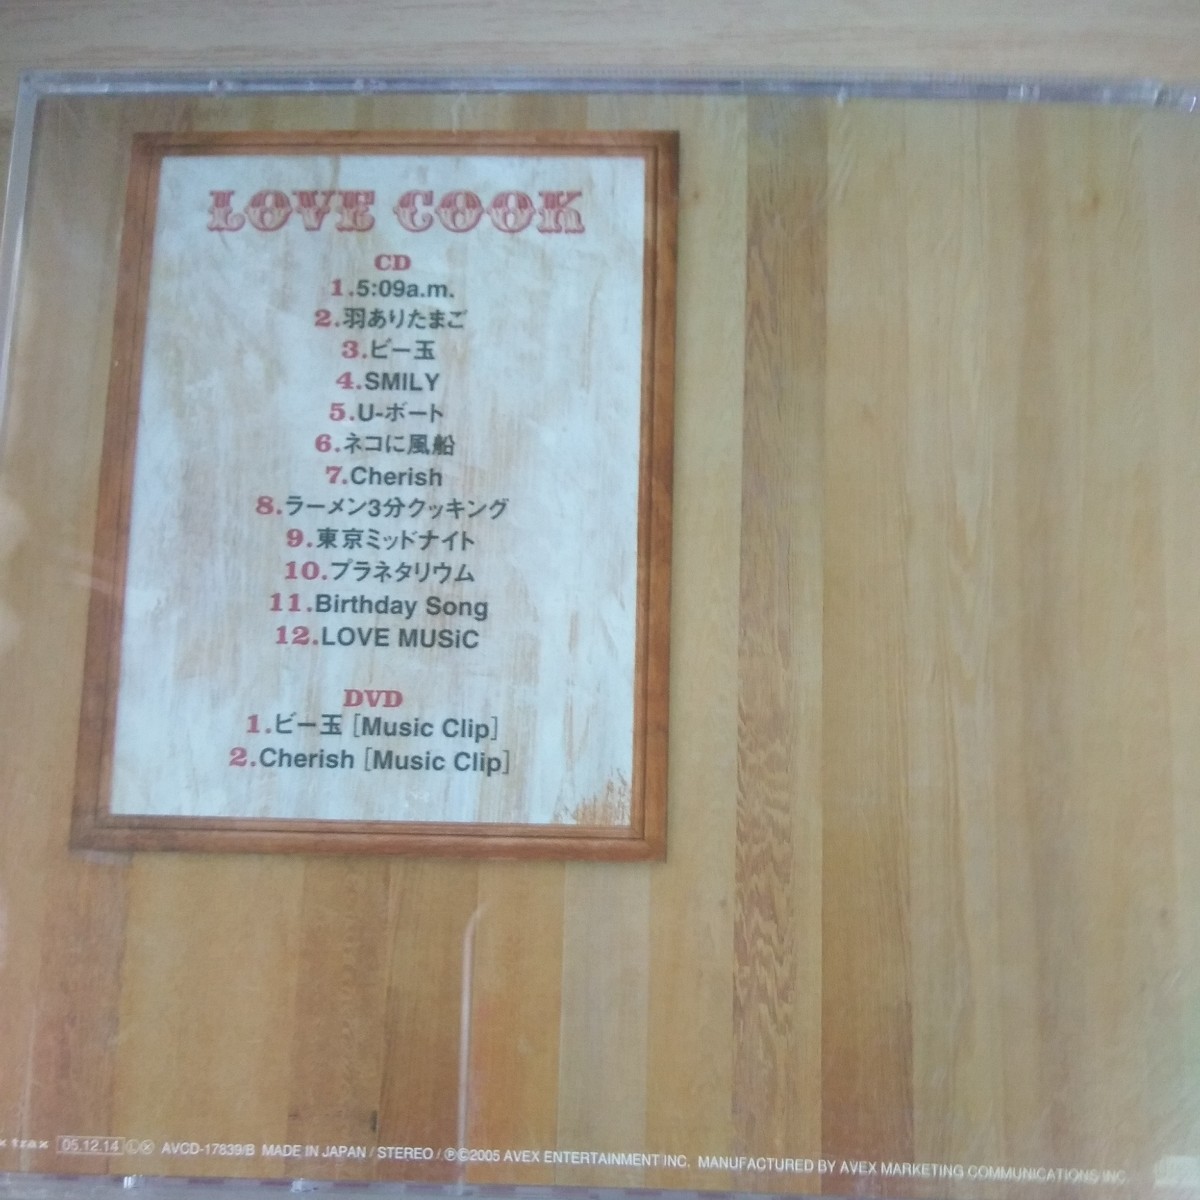 LOVE COOK
CD
1.5:09a.m.
2.羽ありたまご
3.ビー玉
4.SMILY
5.U-ボート
6.ネコに風船
7.Cherish
8.ラーメン3分クッキング
9.東京ミッドナイト
10.プラネタリウム
11.Birthday Song
12.LOVE MUSiC
DVD
1.ビー玉 [Music Clip]
2.Cherish [Music Clip]
x trax 05.12.14 Ⓛ AVCD-17839/B MADE IN JAPAN / STEREO / ℗©2005 AVEX ENTERTAINMENT INC. MANUFACTURED BY AVEX MARKETING COMMUNICATIONS INC.